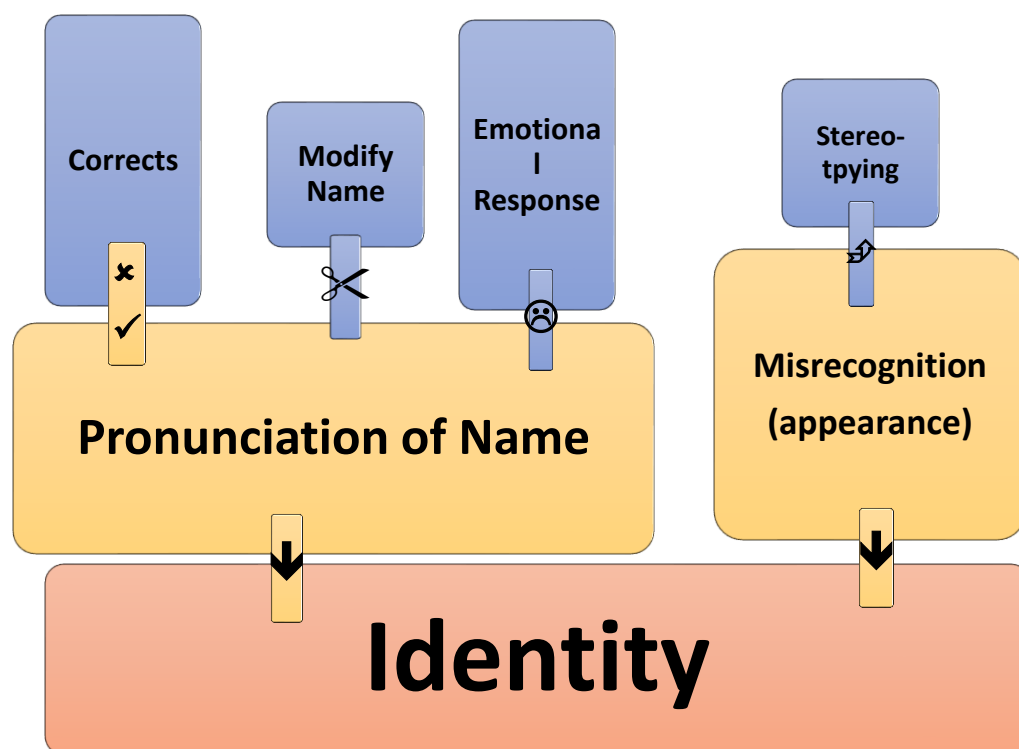 Corrects
Modify
Name
Emotiona
l
Response
Stereo-
tpying
Pronunciation of Name
Misrecognition
(appearance)
Identity